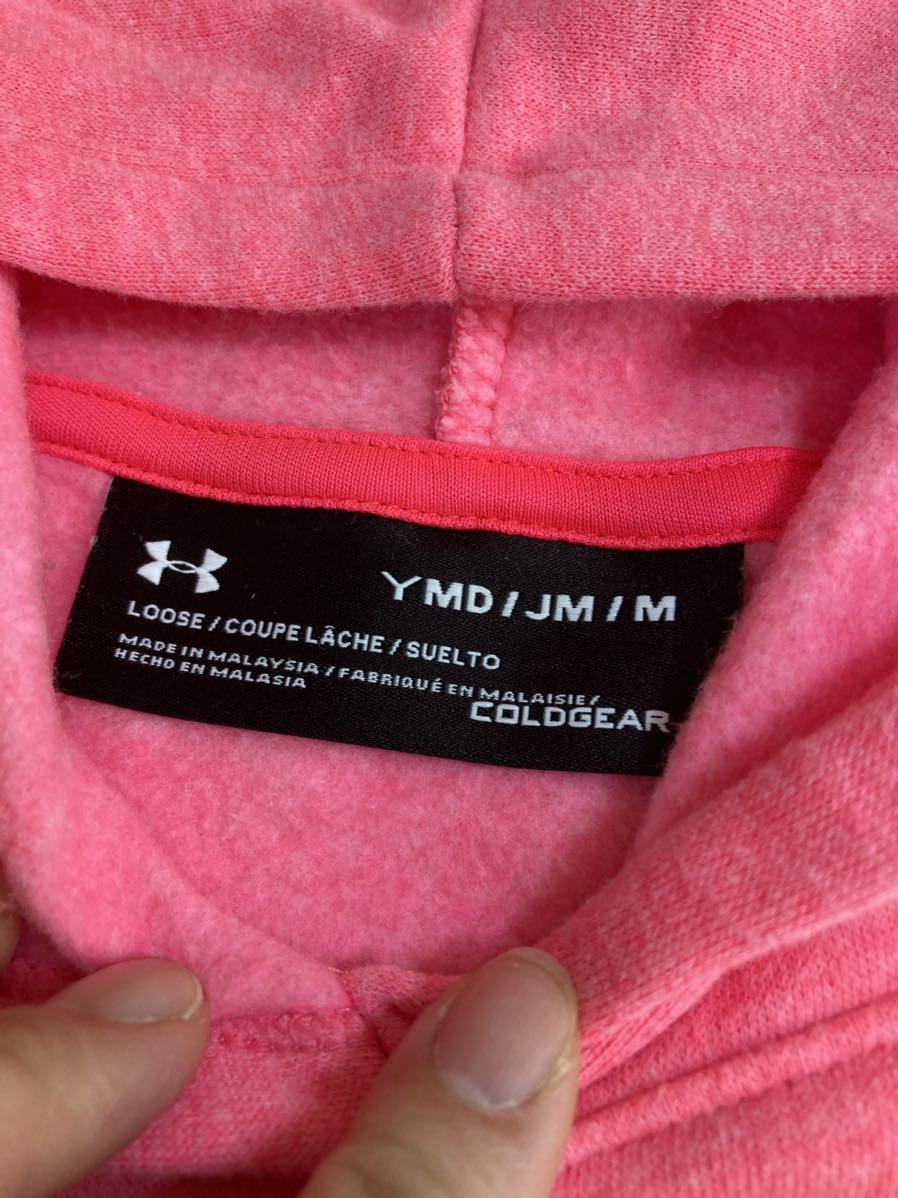 YMD / JM / M
LOOSE / COUPE LÂCHE / SUELTO
MADE IN MALAYSIA / FABRIQUÉ EN MALAISIE /
HECHO EN MALASIA
COLDGEAR